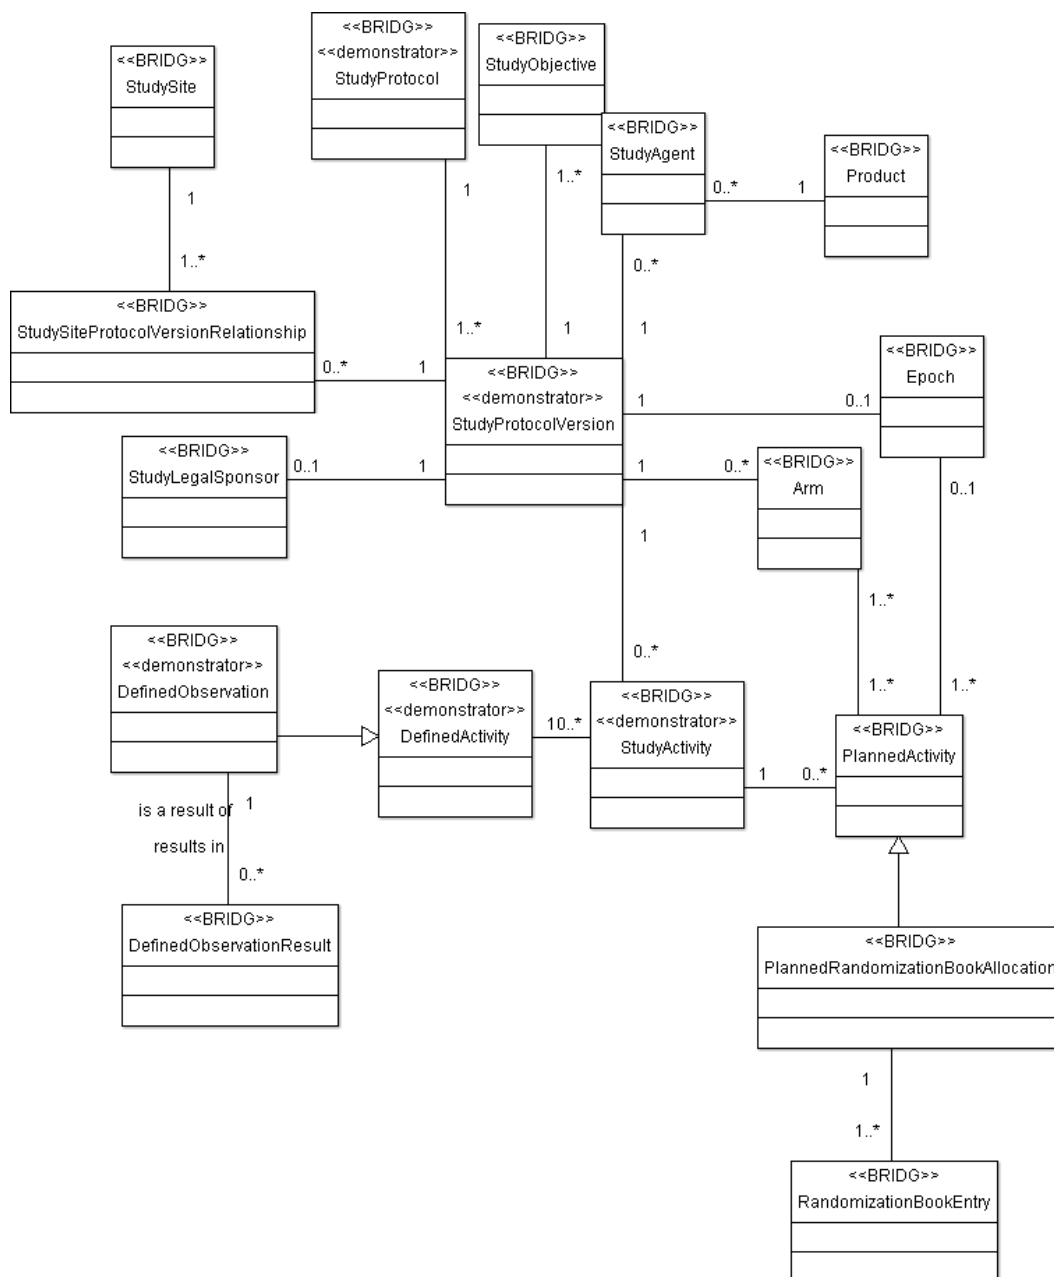 <<BRIDG>>
<<demonstrator>>
StudyProtocol
<<BRIDG>>
StudyObjective
<<BRIDG>>
StudySite
<<BRIDG>>
StudyAgent
<<BRIDG>>
Product
1
1
1..*
0..*
1
1..*
0..*
<<BRIDG>>
StudySiteProtocolVersionRelationship
1..*
1
1
<<BRIDG>>
Epoch
0..*
1
<<BRIDG>>
<<demonstrator>>
StudyProtocolVersion
1
0..1
<<BRIDG>>
StudyLegalSponsor
0..1
1
1
0..*
<<BRIDG>>
Arm
0..1
1
1..*
<<BRIDG>>
<<demonstrator>>
DefinedObservation
0..*
<<BRIDG>>
<<demonstrator>>
DefinedActivity
10..*
<<BRIDG>>
<<demonstrator>>
StudyActivity
1..*
1..*
<<BRIDG>>
PlannedActivity
1
0..*
1
is a result of
results in
0..*
<<BRIDG>>
DefinedObservationResult
<<BRIDG>>
PlannedRandomizationBookAllocation
1
1..*
<<BRIDG>>
RandomizationBookEntry